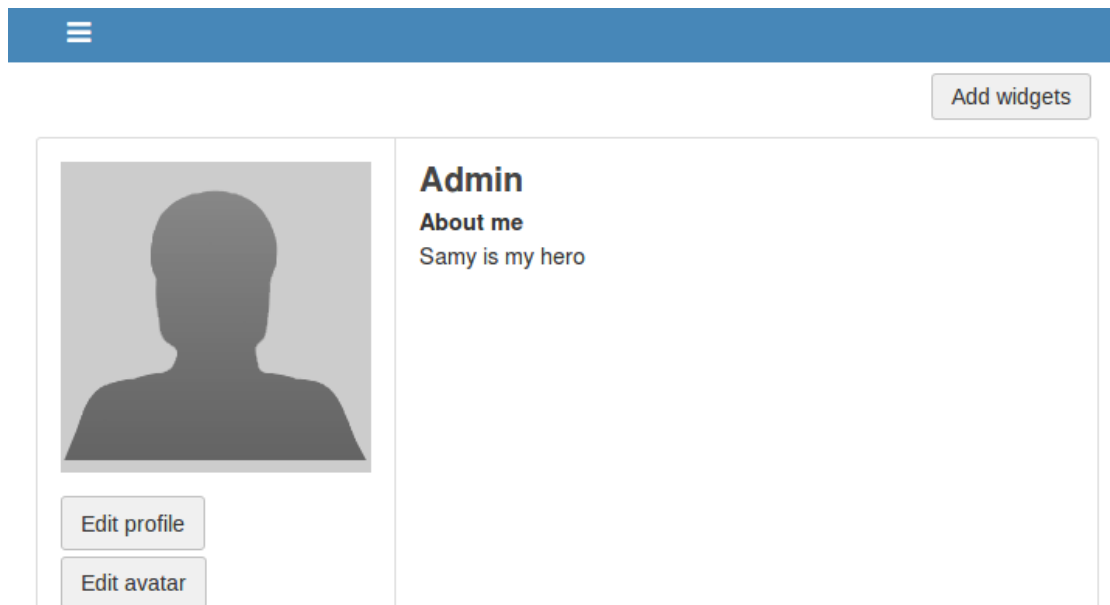 Add widgets
Admin
About me
Samy is my hero
Edit profile
Edit avatar